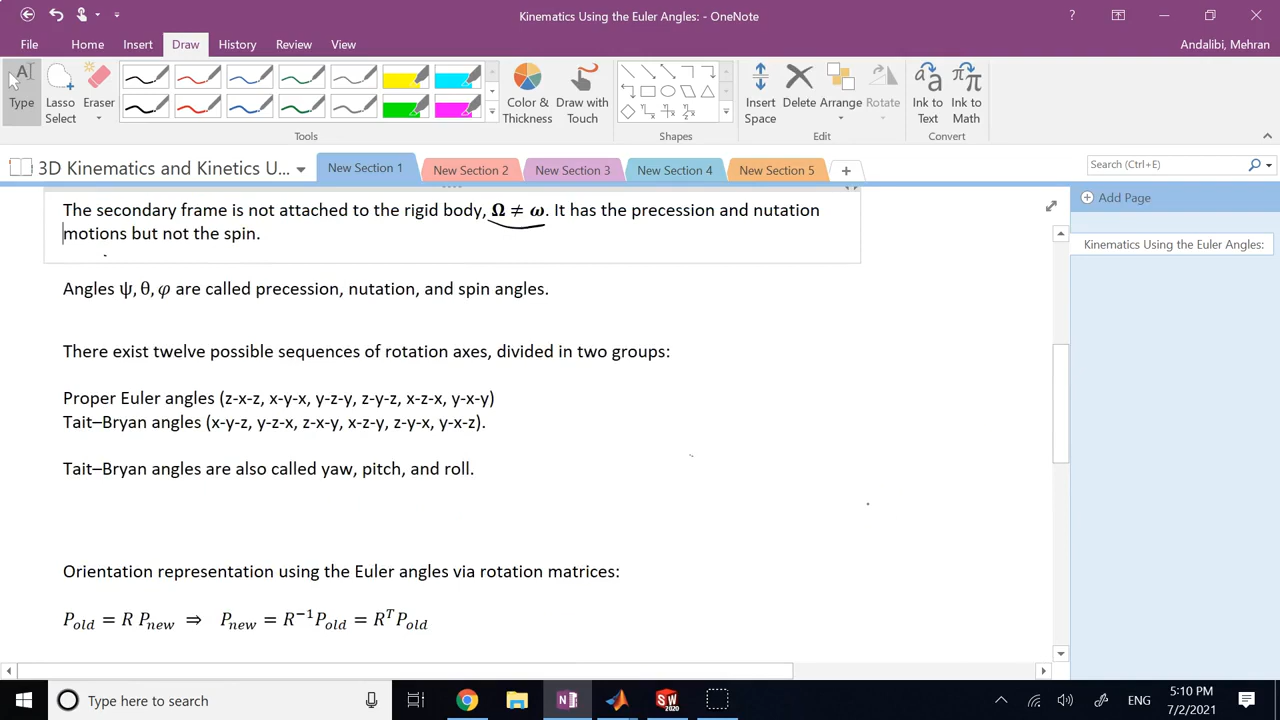 Kinematics Using the Euler Angles: - OneNote
File Home Insert Draw History Review View
Andalibi, Mehran
Type
Lasso Select
Eraser
Color & Thickness
Draw with Touch
Insert Space
Delete
Arrange
Rotate
Ink to Text
Ink to Math
Tools
Shapes
Edit
Convert
3D Kinematics and Kinetics U...
New Section 1
New Section 2
New Section 3
New Section 4
New Section 5
Search (Ctrl+E)
Add Page
Kinematics Using the Euler Angles:
The secondary frame is not attached to the rigid body, Ω ≠ ω. It has the precession and nutation
motions but not the spin.
Angles ψ, θ, φ are called precession, nutation, and spin angles.
There exist twelve possible sequences of rotation axes, divided in two groups:
Proper Euler angles (z-x-z, x-y-x, y-z-y, z-y-z, x-z-x, y-x-y)
Tait–Bryan angles (x-y-z, y-z-x, z-x-y, x-z-y, z-y-x, y-x-z).
Tait–Bryan angles are also called yaw, pitch, and roll.
Orientation representation using the Euler angles via rotation matrices:
P_old = R P_new ⇒ P_new = R⁻¹P_old = RᵀP_old
Type here to search
ENG
5:10 PM
7/2/2021